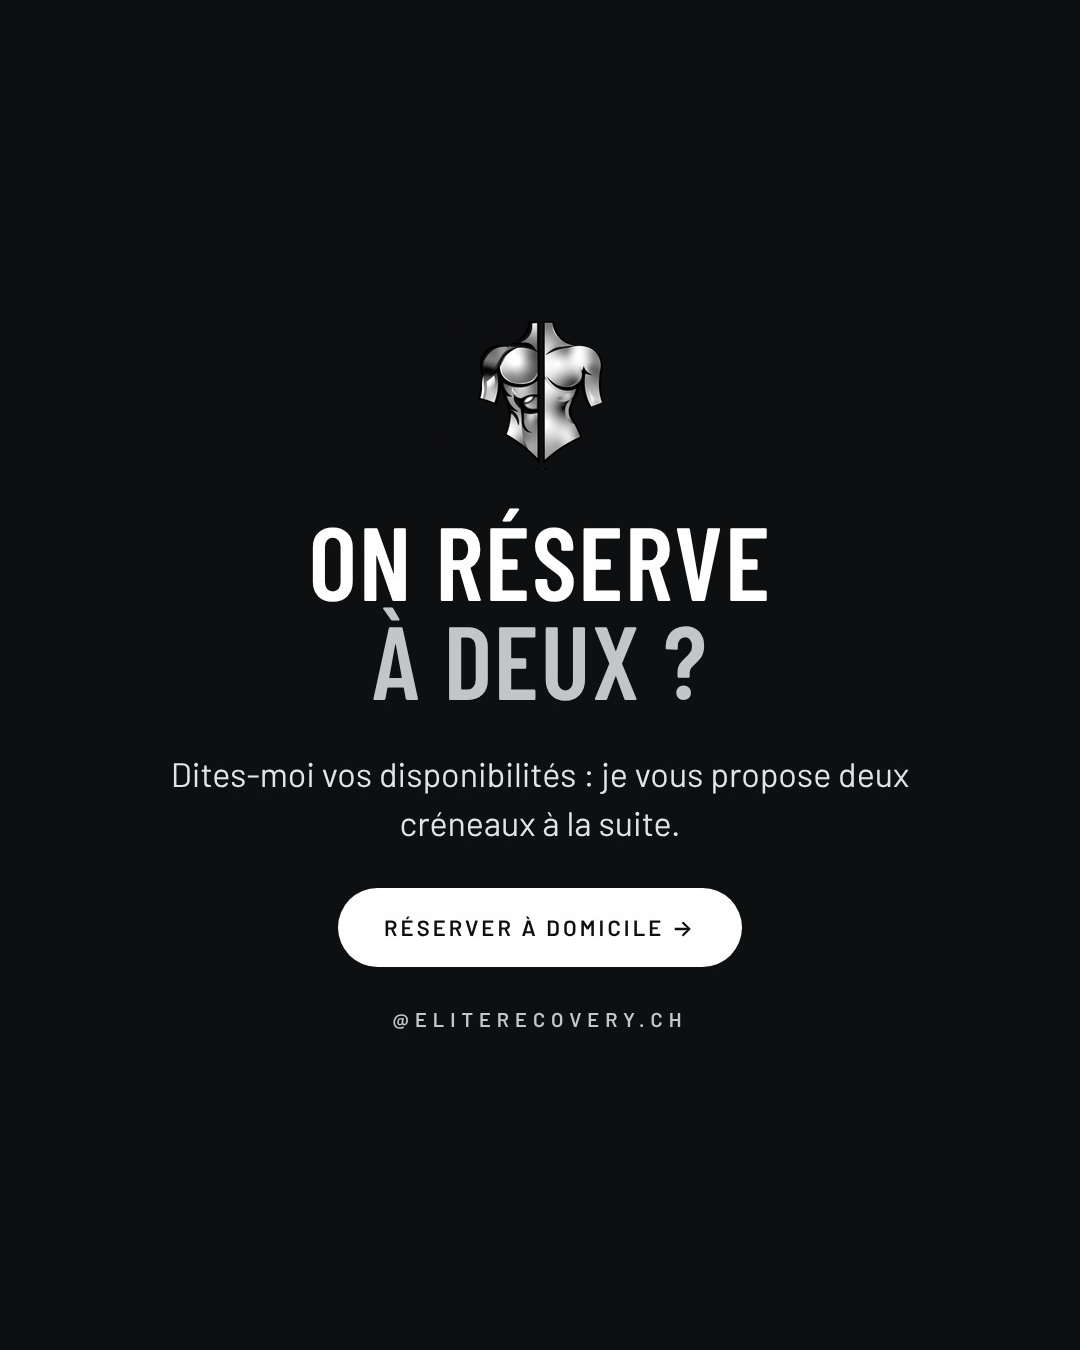 ON RÉSERVE
À DEUX ?
Dites-moi vos disponibilités : je vous propose deux
créneaux à la suite.
RÉSERVER À DOMICILE →
@ELITERECOVERY.CH